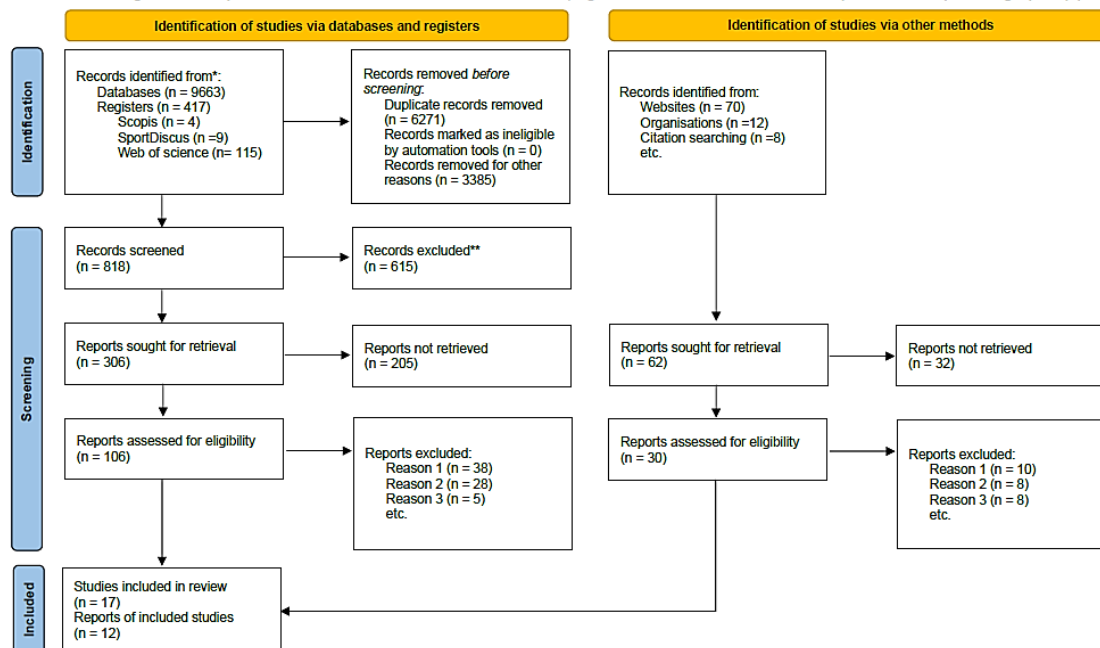 Identification of studies via databases and registers
Identification of studies via other methods
Identification
Records identified from*:
Databases (n = 9663)
Registers (n = 417)
Scopis (n = 4)
SportDiscus (n =9)
Web of science (n= 115)
Records removed before
screening:
Duplicate records removed
(n = 6271)
Records marked as ineligible
by automation tools (n = 0)
Records removed for other
reasons (n = 3385)
Records identified from:
Websites (n = 70)
Organisations (n =12)
Citation searching (n =8)
etc.
Screening
Records screened
(n = 818)
Records excluded**
(n = 615)
Reports sought for retrieval
(n = 306)
Reports not retrieved
(n = 205)
Reports sought for retrieval
(n = 62)
Reports not retrieved
(n = 32)
Reports assessed for eligibility
(n = 106)
Reports excluded:
Reason 1 (n = 38)
Reason 2 (n = 28)
Reason 3 (n = 5)
etc.
Reports assessed for eligibility
(n = 30)
Reports excluded:
Reason 1 (n = 10)
Reason 2 (n = 8)
Reason 3 (n = 8)
etc.
Included
Studies included in review
(n = 17)
Reports of included studies
(n = 12)